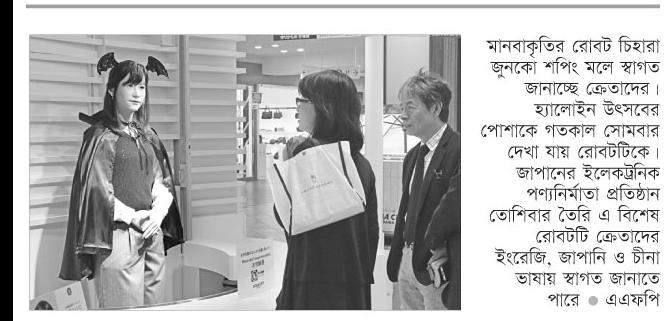 মানবাকৃতির রোবট চিহারা
জুনকো শপিং মলে স্বাগত
জানাচ্ছে ক্রেতাদের।
হ্যালোইন উৎসবের
পোশাকে গতকাল সোমবার
দেখা যায় রোবটটিকে।
জাপানের ইলেকট্রনিক
পণ্যনির্মাতা প্রতিষ্ঠান
তোশিবার তৈরি এ বিশেষ
রোবটটি ক্রেতাদের
ইংরেজি, জাপানি ও চীনা
ভাষায় স্বাগত জানাতে
পারে ● এএফপি